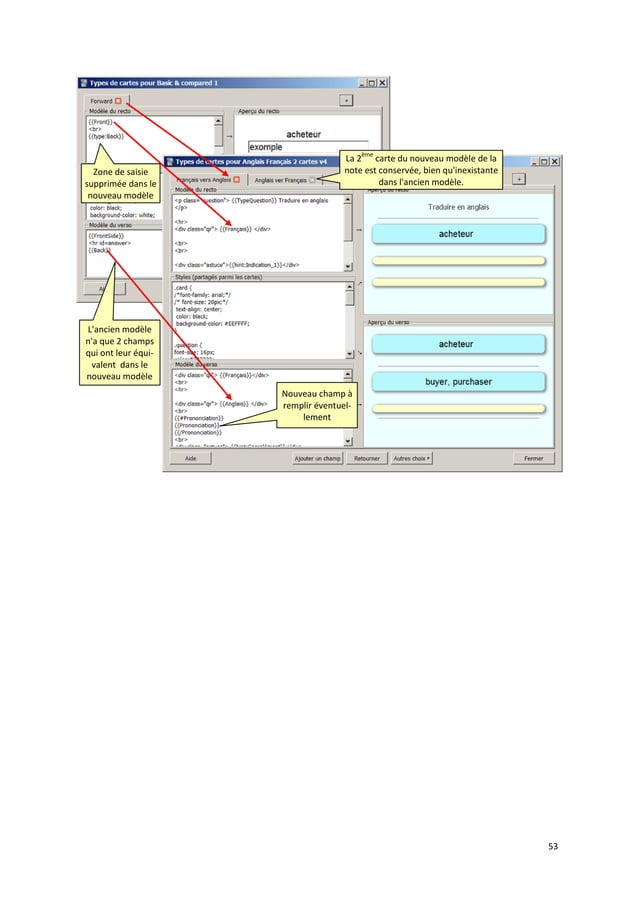 Types de cartes pour Basic & compared 1
Forward
+
Modèle du recto
Aperçu du recto
{{Front}}
<br>
{{type:Back}}
acheteur
example
Zone de saisie
supprimée dans le
nouveau modèle
color: black;
background-color: white;
Modèle du verso
{{FrontSide}}
<hr id=answer>
{{Back}}
L'ancien modèle
n'a que 2 champs
qui ont leur équi-
valent dans le
nouveau modèle
Types de cartes pour Anglais Français 2 cartes v4
La 2ème carte du nouveau modèle de la
note est conservée, bien qu'inexistante
dans l'ancien modèle.
Français vers Anglais
Anglais ver Français
+
Modèle du recto
Aperçu du recto
<p class="question"> {{TypeQuestion}} Traduire en anglais
</p>
<hr>
<div class="qr"> {{Français}} </div>
<br>
<br>
<div class="astuce">{{hint:Indication_1}}</div>
Traduire en anglais
acheteur
Styles (partagés parmi les cartes)
.card {
/*font-family: arial;*/
/* font-size: 20px;*/
text-align: center;
color: black;
background-color: #EEFFFF;
}
.question {
font-size: 16px;
Modèle du verso
Aperçu du verso
<div class="qr"> {{Français}}</div>
<br>
<hr>
<div class="qr"> {{Anglais}} </div>
<br>
{{#Prononciation}}
{{Prononciation}}
{{/Prononciation}}
<br>
acheteur
buyer, purchaser
Nouveau champ à
remplir éventuel-
lement
Aide
Ajouter un champ
Retourner
Autres choix
Fermer
53